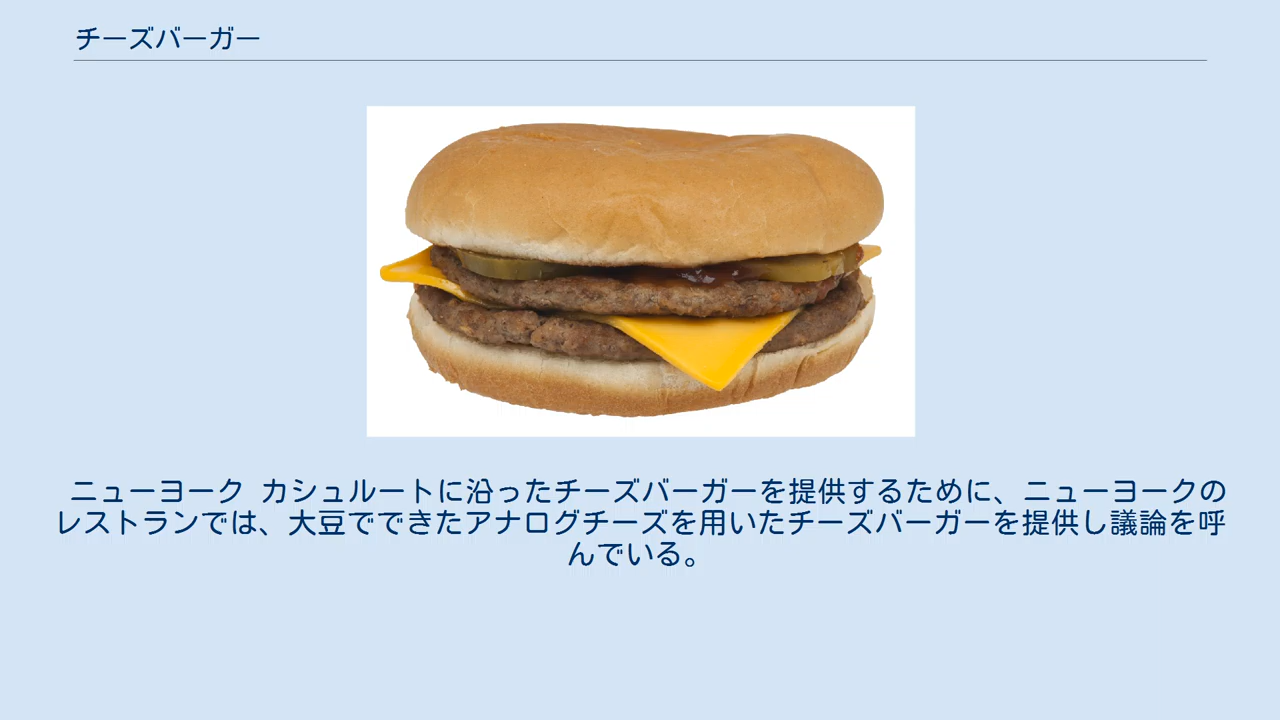 チーズバーガー
ニューヨーク カシュルートに沿ったチーズバーガーを提供するために、ニューヨークの
レストランでは、大豆でできたアナログチーズを用いたチーズバーガーを提供し議論を呼
んでいる。